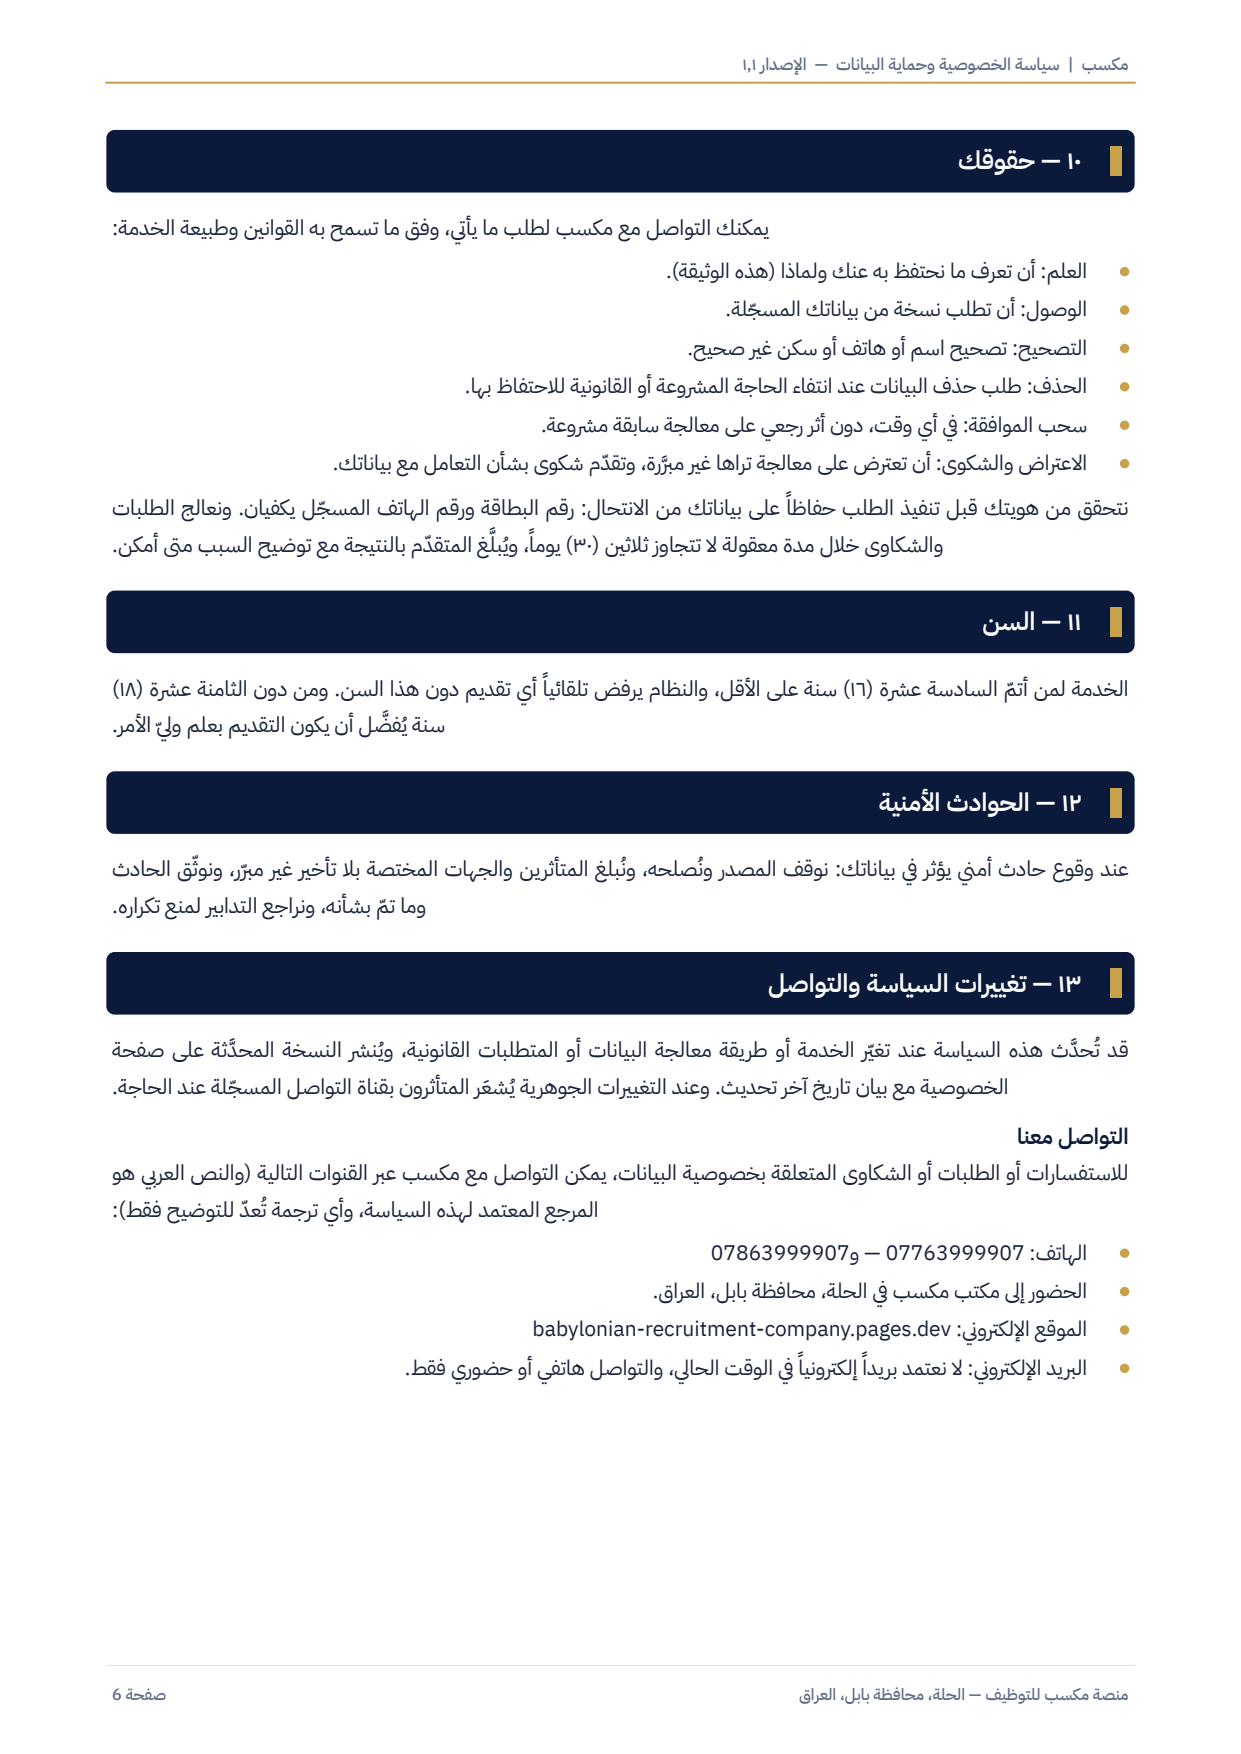 مكسب | سياسة الخصوصية وحماية البيانات — الإصدار ١,١
١٠ — حقوقك
يمكنك التواصل مع مكسب لطلب ما يأتي، وفق ما تسمح به القوانين وطبيعة الخدمة:
العلم: أن تعرف ما نحتفظ به عنك ولماذا (هذه الوثيقة).
الوصول: أن تطلب نسخة من بياناتك المسجّلة.
التصحيح: تصحيح اسم أو هاتف أو سكن غير صحيح.
الحذف: طلب حذف البيانات عند انتفاء الحاجة المشروعة أو القانونية للاحتفاظ بها.
سحب الموافقة: في أي وقت، دون أثر رجعي على معالجة سابقة مشروعة.
الاعتراض والشكوى: أن تعترض على معالجة تراها غير مبرَّرة، وتقدّم شكوى بشأن التعامل مع بياناتك.
نتحقق من هويتك قبل تنفيذ الطلب حفاظاً على بياناتك من الانتحال: رقم البطاقة ورقم الهاتف المسجّل يكفيان. ونعالج الطلبات
والشكاوى خلال مدة معقولة لا تتجاوز ثلاثين (٣٠) يوماً، ويُبلَّغ المتقدّم بالنتيجة مع توضيح السبب متى أمكن.
١١ — السن
الخدمة لمن أتمّ السادسة عشرة (١٦) سنة على الأقل، والنظام يرفض تلقائياً أي تقديم دون هذا السن. ومن دون الثامنة عشرة (١٨)
سنة يُفضَّل أن يكون التقديم بعلم وليّ الأمر.
١٢ — الحوادث الأمنية
عند وقوع حادث أمني يؤثر في بياناتك: نوقف المصدر ونُصلحه، ونُبلغ المتأثرين والجهات المختصة بلا تأخير غير مبرّر، ونوثّق الحادث
وما تمّ بشأنه، ونراجع التدابير لمنع تكراره.
١٣ — تغييرات السياسة والتواصل
قد تُحدَّث هذه السياسة عند تغيّر الخدمة أو طريقة معالجة البيانات أو المتطلبات القانونية، ويُنشر النسخة المحدَّثة على صفحة
الخصوصية مع بيان تاريخ آخر تحديث. وعند التغييرات الجوهرية يُشعَر المتأثرون بقناة التواصل المسجّلة عند الحاجة.
التواصل معنا
للاستفسارات أو الطلبات أو الشكاوى المتعلقة بخصوصية البيانات، يمكن التواصل مع مكسب عبر القنوات التالية (والنص العربي هو
المرجع المعتمد لهذه السياسة، وأي ترجمة تُعدّ للتوضيح فقط):
الهاتف: 07763999907 — و07863999907
الحضور إلى مكتب مكسب في الحلة، محافظة بابل، العراق.
الموقع الإلكتروني: babylonian-recruitment-company.pages.dev
البريد الإلكتروني: لا نعتمد بريداً إلكترونياً في الوقت الحالي، والتواصل هاتفي أو حضوري فقط.
منصة مكسب للتوظيف — الحلة، محافظة بابل، العراق
صفحة 6